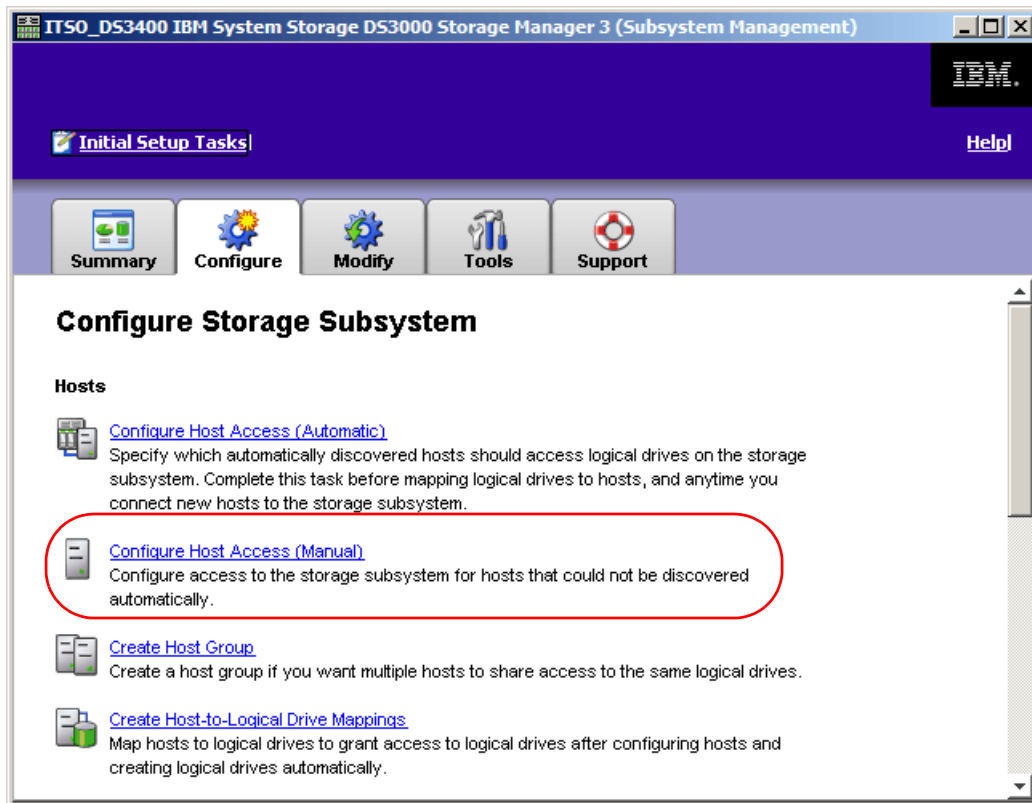 ITSO_DS3400 IBM System Storage DS3000 Storage Manager 3 (Subsystem Management)
IBM.
Initial Setup Tasks
Help
Summary
Configure
Modify
Tools
Support
Configure Storage Subsystem
Hosts
Configure Host Access (Automatic)
Specify which automatically discovered hosts should access logical drives on the storage
subsystem. Complete this task before mapping logical drives to hosts, and anytime you
connect new hosts to the storage subsystem.
Configure Host Access (Manual)
Configure access to the storage subsystem for hosts that could not be discovered
automatically.
Create Host Group
Create a host group if you want multiple hosts to share access to the same logical drives.
Create Host-to-Logical Drive Mappings
Map hosts to logical drives to grant access to logical drives after configuring hosts and
creating logical drives automatically.